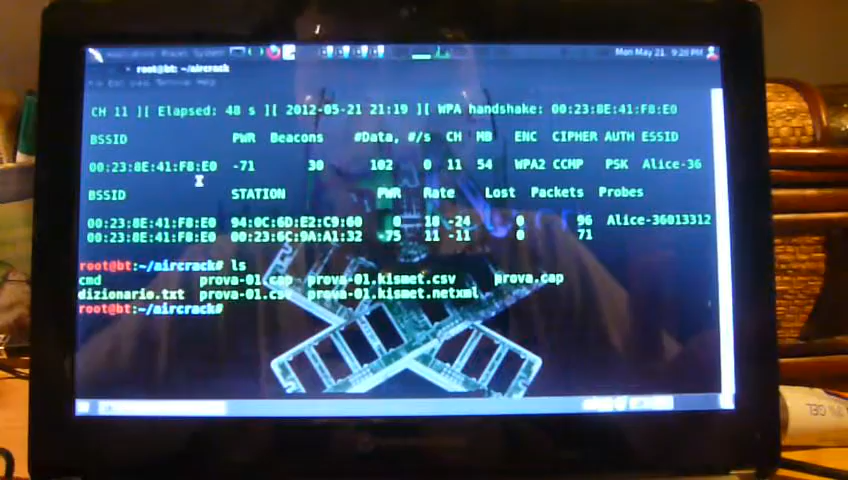 Mon May 21, 9:20 PM
root@bt: ~/aircrack
CH 11 ][ Elapsed: 48 s ][ 2012-05-21 21:19 ][ WPA handshake: 00:23:8E:41:F8:E0
BSSID PWR Beacons #Data, #/s CH MB ENC CIPHER AUTH ESSID
00:23:8E:41:F8:E0 -71 30 102 0 11 54 WPA2 CCMP PSK Alice-36
BSSID STATION PWR Rate Lost Packets Probes
00:23:8E:41:F8:E0 94:0C:6D:E2:C9:60 0 18 -24 0 96 Alice-36013312
00:23:8E:41:F8:E0 00:23:6C:9A:A1:32 -75 11 -11 0 71
root@bt:~/aircrack# ls
cmd prova-01.cap prova-01.kismet.csv prova.cap
dizionario.txt prova-01.csv prova-01.kismet.netxml
root@bt:~/aircrack#
GEL